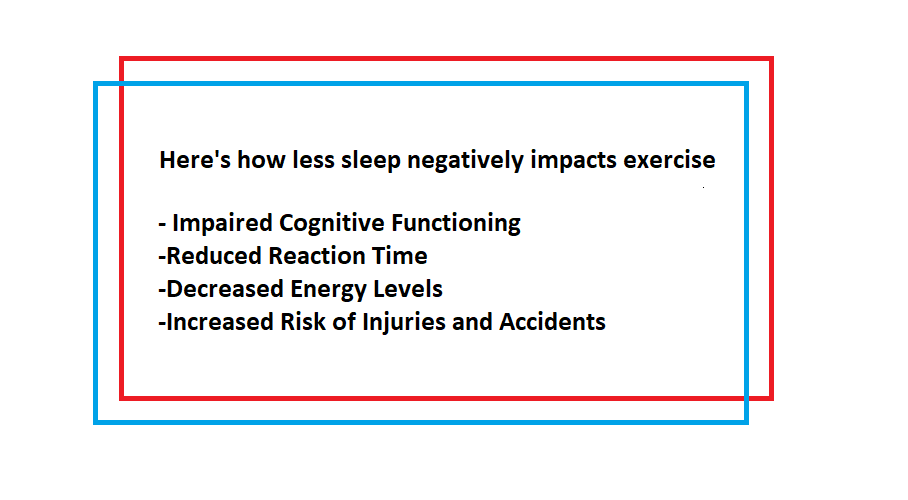 Here's how less sleep negatively impacts exercise
- Impaired Cognitive Functioning
-Reduced Reaction Time
-Decreased Energy Levels
-Increased Risk of Injuries and Accidents